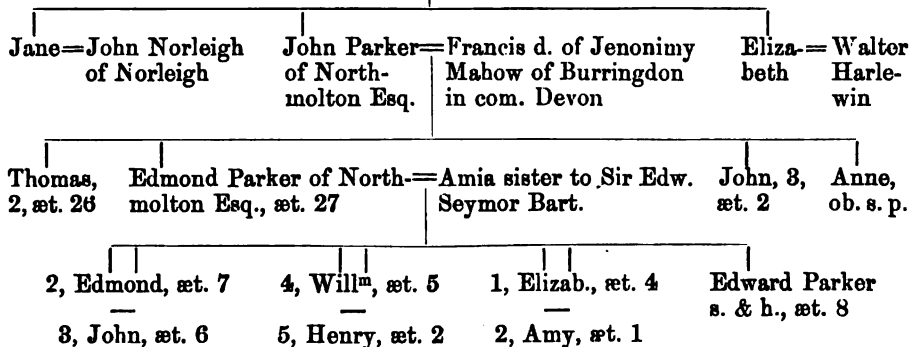 Jane=John Norleigh
of Norleigh
John Parker=Francis d. of Jenonimy
of North-
molton Esq.
Mahow of Burringdon
in com. Devon
Eliza-
beth=Walter
Harle-
win
Thomas,
2, æt. 26
Edmond Parker of North-=Amia sister to Sir Edw.
molton Esq., æt. 27
Seymor Bart.
John, 3,
æt. 2
Anne,
ob. s. p.
2, Edmond, æt. 7
3, John, æt. 6
4, Willᵐ, æt. 5
5, Henry, æt. 2
1, Elizab., æt. 4
2, Amy, æt. 1
Edward Parker
s. & h., æt. 8